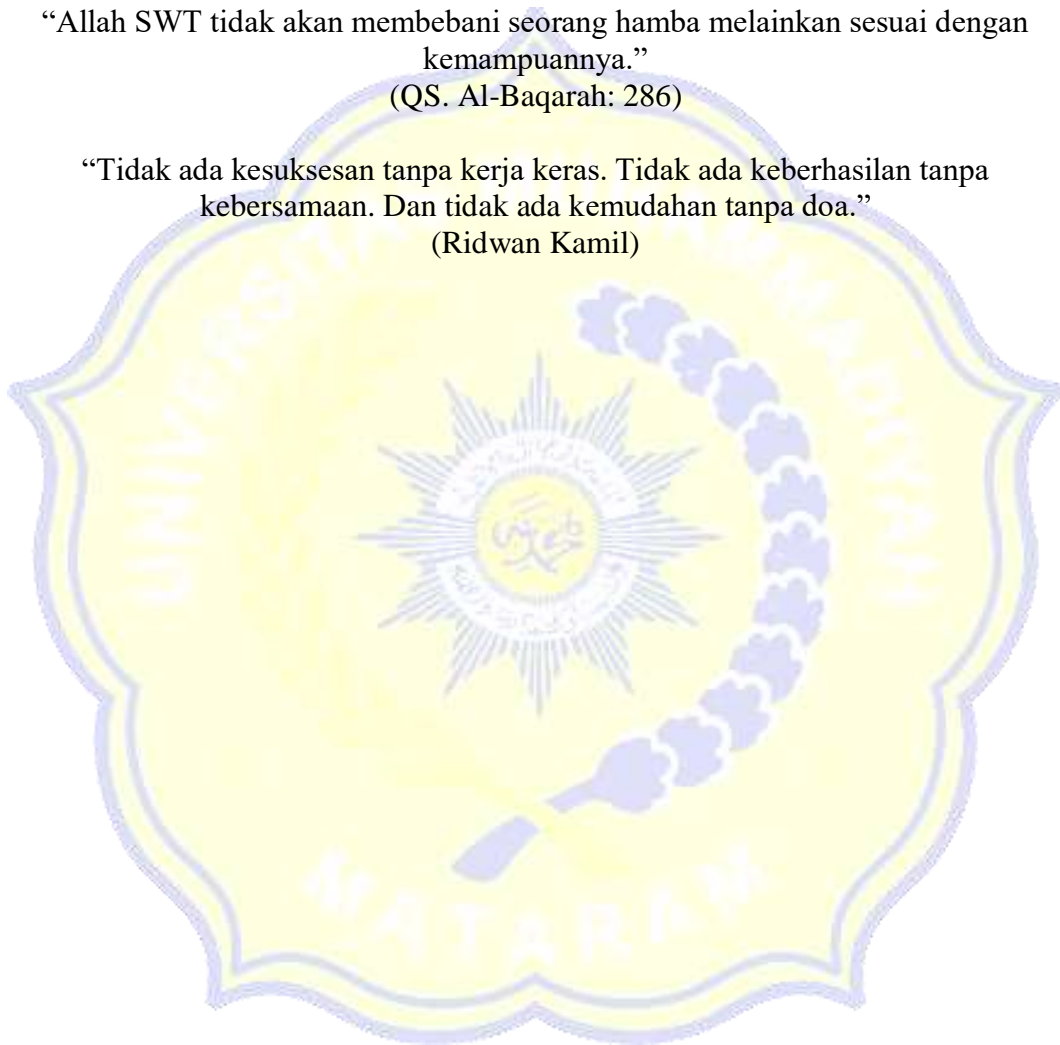 “Allah SWT tidak akan membebani seorang hamba melainkan sesuai dengan
kemampuannya.”
(QS. Al-Baqarah: 286)
“Tidak ada kesuksesan tanpa kerja keras. Tidak ada keberhasilan tanpa
kebersamaan. Dan tidak ada kemudahan tanpa doa.”
(Ridwan Kamil)
UNIVERSITAS MUHAMMADIYAH
MATARAM